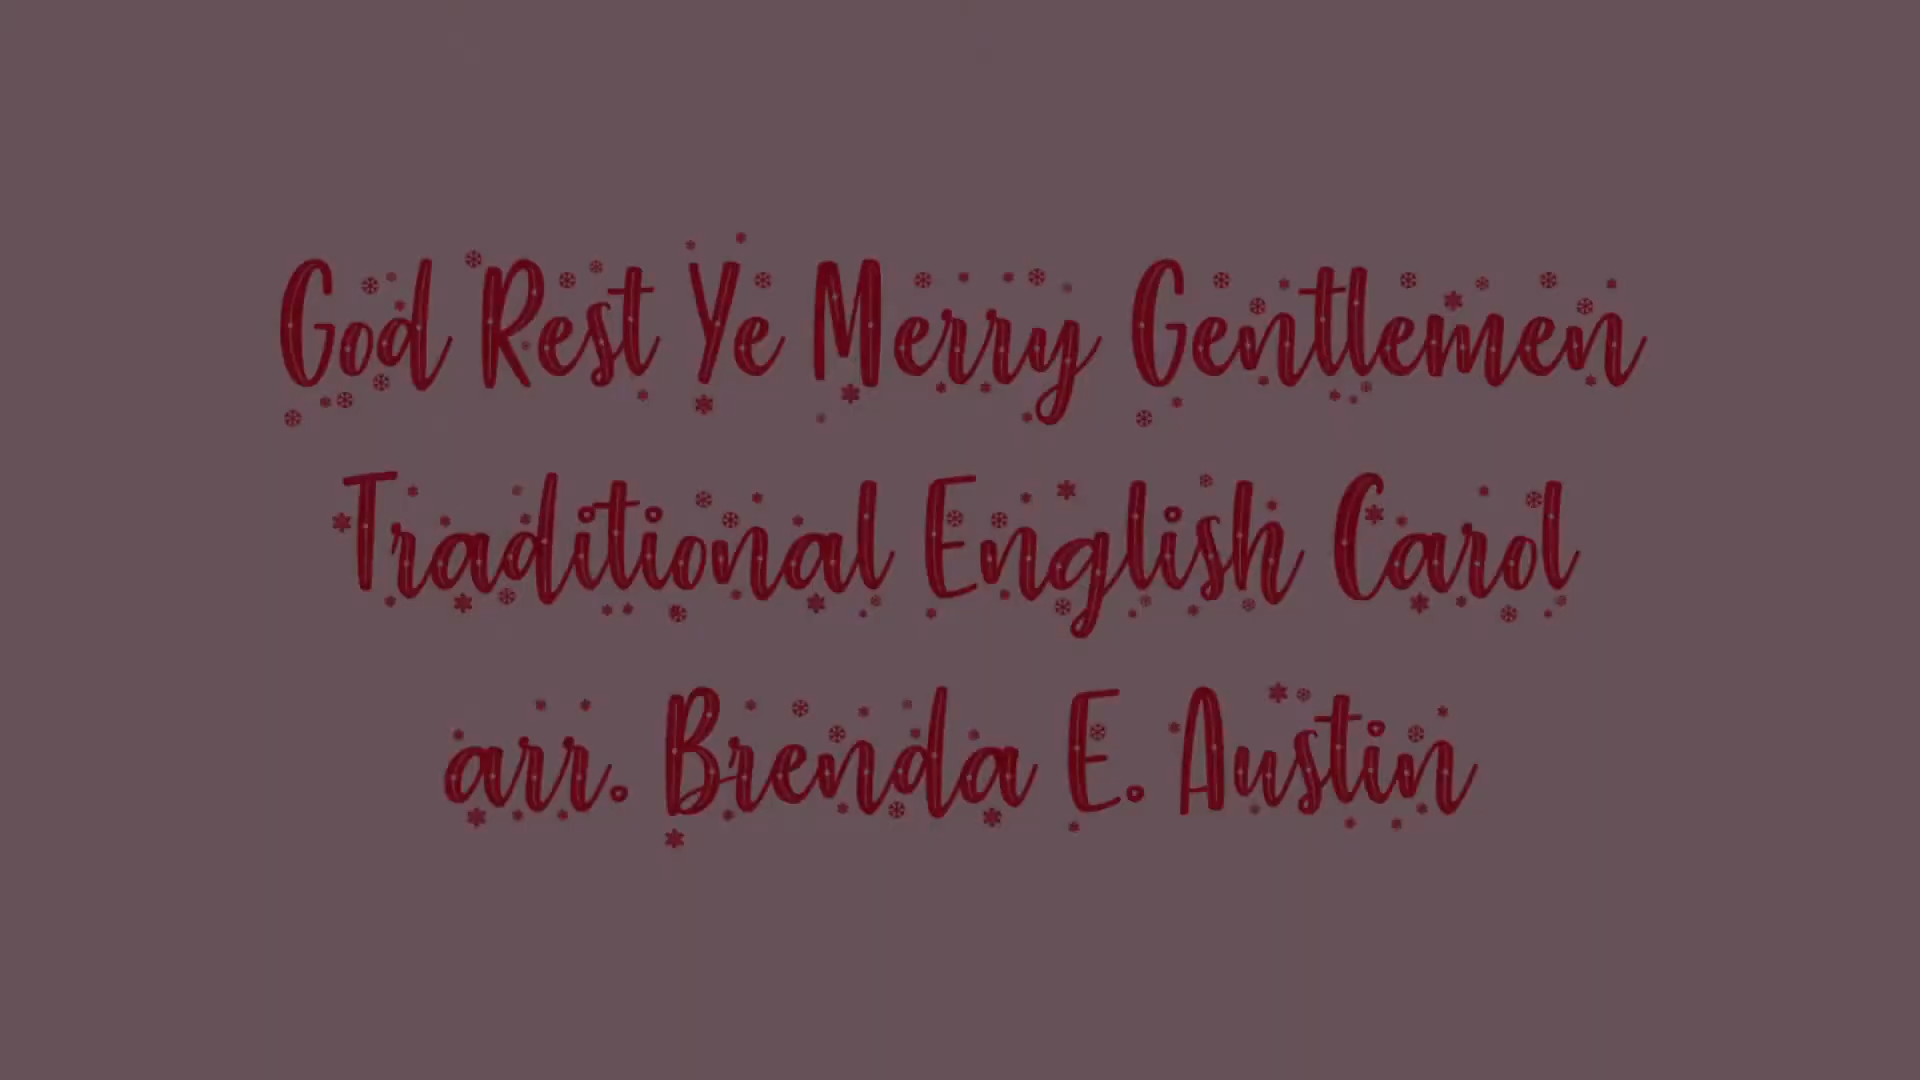 God Rest Ye Merry Gentlemen
Traditional English Carol
arr. Brenda E. Austin